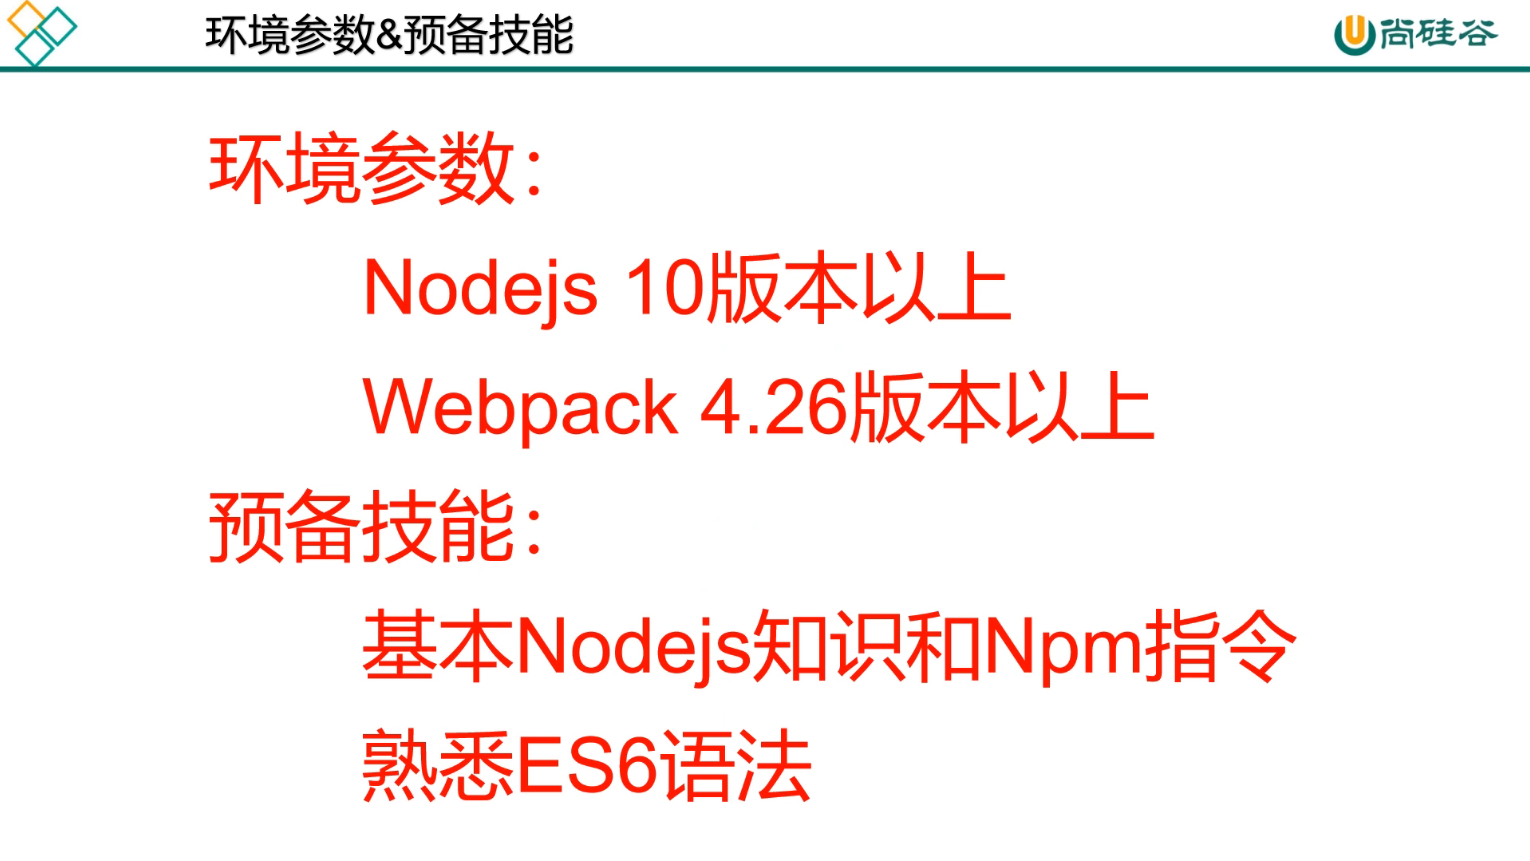 环境参数&预备技能
尚硅谷
环境参数：
Nodejs 10版本以上
Webpack 4.26版本以上
预备技能：
基本Nodejs知识和Npm指令
熟悉ES6语法